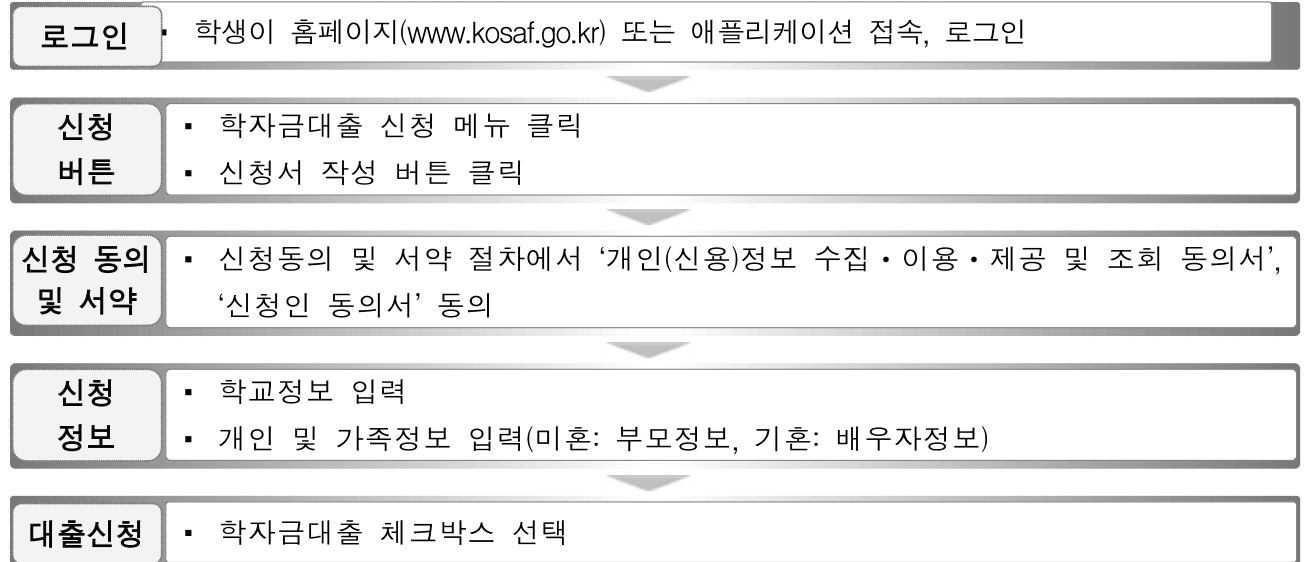 로그인
▪ 학생이 홈페이지(www.kosaf.go.kr) 또는 애플리케이션 접속, 로그인
신청
버튼
▪ 학자금대출 신청 메뉴 클릭
▪ 신청서 작성 버튼 클릭
신청 동의
및 서약
▪ 신청동의 및 서약 절차에서 ‘개인(신용)정보 수집・이용・제공 및 조회 동의서’,
‘신청인 동의서’ 동의
신청
정보
▪ 학교정보 입력
▪ 개인 및 가족정보 입력(미혼: 부모정보, 기혼: 배우자정보)
대출신청
▪ 학자금대출 체크박스 선택